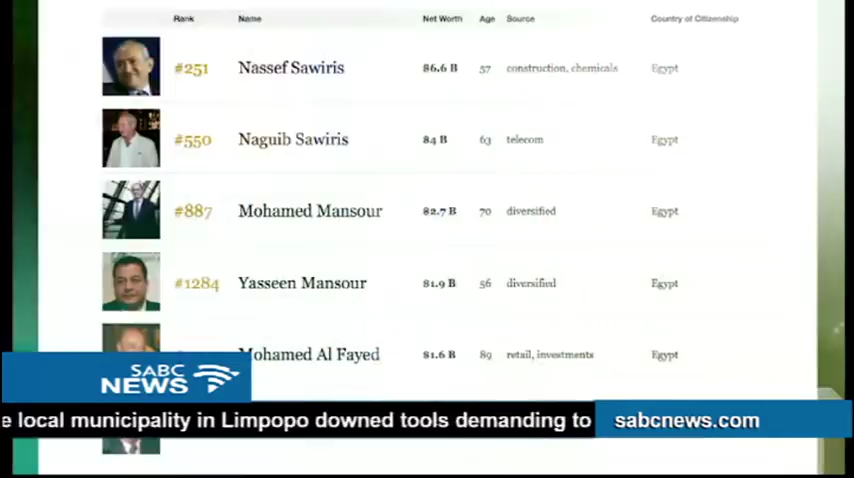 Rank Name Net Worth Age Source Country of Citizenship
#251 Nassef Sawiris $6.6 B 57 construction, chemicals Egypt
#550 Naguib Sawiris $4 B 63 telecom Egypt
#887 Mohamed Mansour $2.7 B 70 diversified Egypt
#1284 Yasseen Mansour $1.9 B 56 diversified Egypt
Mohamed Al Fayed $1.6 B 89 retail, investments Egypt
SABC
NEWS
e local municipality in Limpopo downed tools demanding to
sabcnews.com